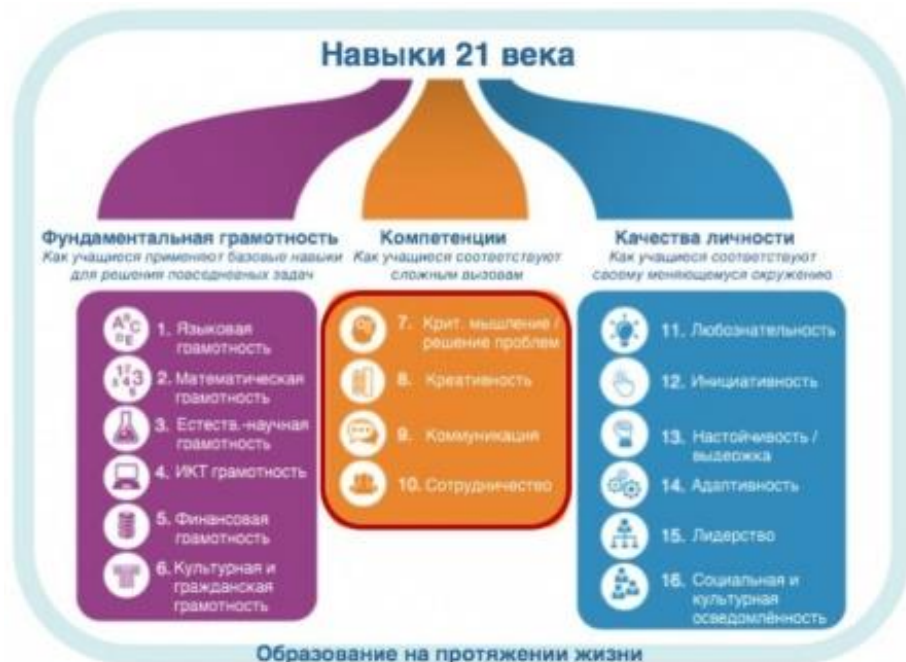 Навыки 21 века
Фундаментальная грамотность
Как учащиеся применяют базовые навыки
для решения повседневных задач
1. Языковая
грамотность
2. Математическая
грамотность
3. Естеств.-научная
грамотность
4. ИКТ грамотность
5. Финансовая
грамотность
6. Культурная и
гражданская
грамотность
Компетенции
Как учащиеся соответствуют
сложным вызовам
7. Крит. мышление /
решение проблем
8. Креативность
9. Коммуникация
10. Сотрудничество
Качества личности
Как учащиеся соответствуют
своему меняющемуся окружению
11. Любознательность
12. Инициативность
13. Настойчивость /
выдержка
14. Адаптивность
15. Лидерство
16. Социальная и
культурная
осведомлённость
Образование на протяжении жизни